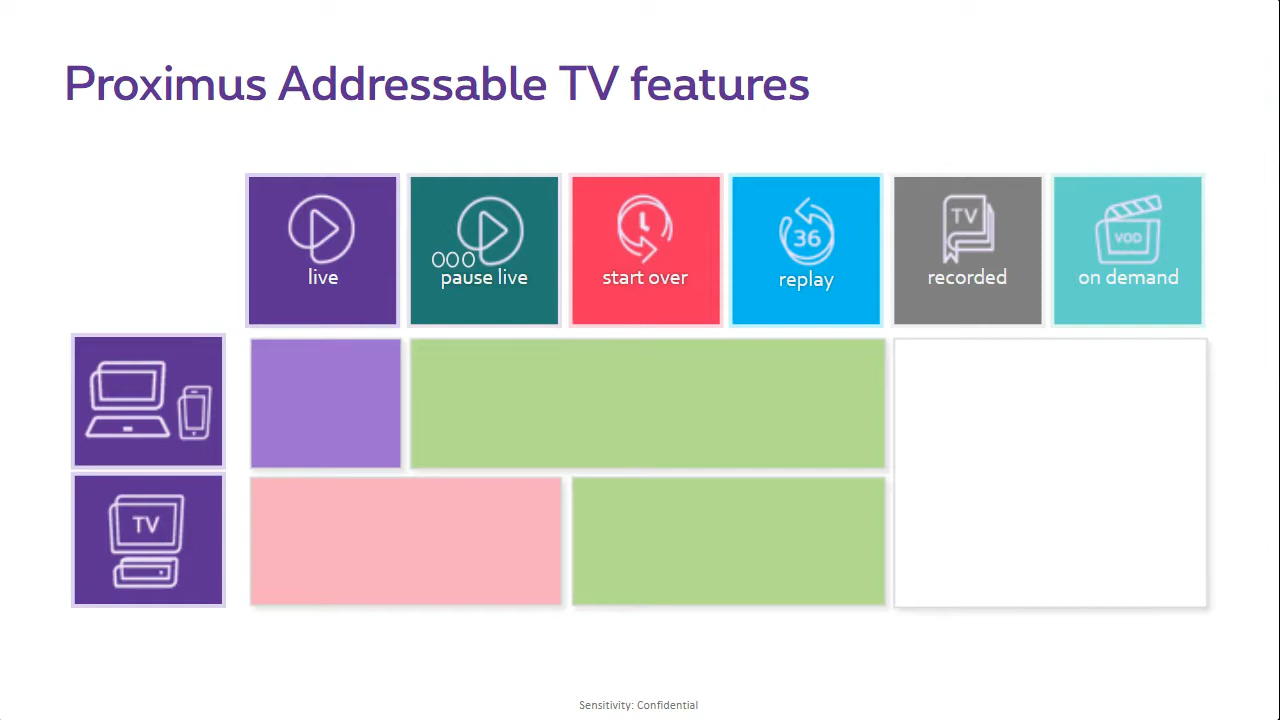 Proximus Addressable TV features
live
OOO
pause live
start over
36
replay
TV
recorded
VOD
on demand
TV
Sensitivity: Confidential